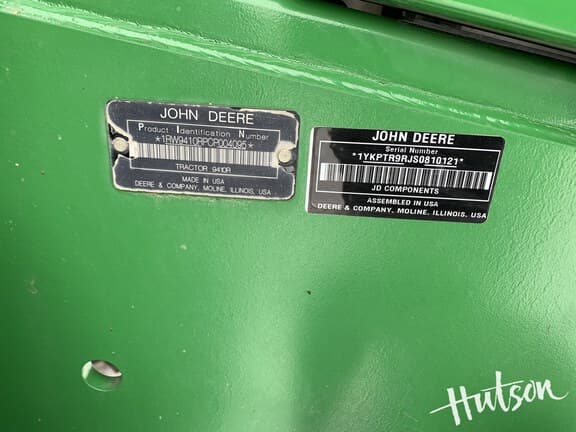 JOHN DEERE
Product Identification Number
*1RW9410RPCP004095*
TRACTOR 9410R
MADE IN USA
DEERE & COMPANY, MOLINE, ILLINOIS, USA
JOHN DEERE
Serial Number
*1YKPTR9RJS0810121*
JD COMPONENTS
ASSEMBLED IN USA
DEERE & COMPANY, MOLINE, ILLINOIS, USA
Hutson